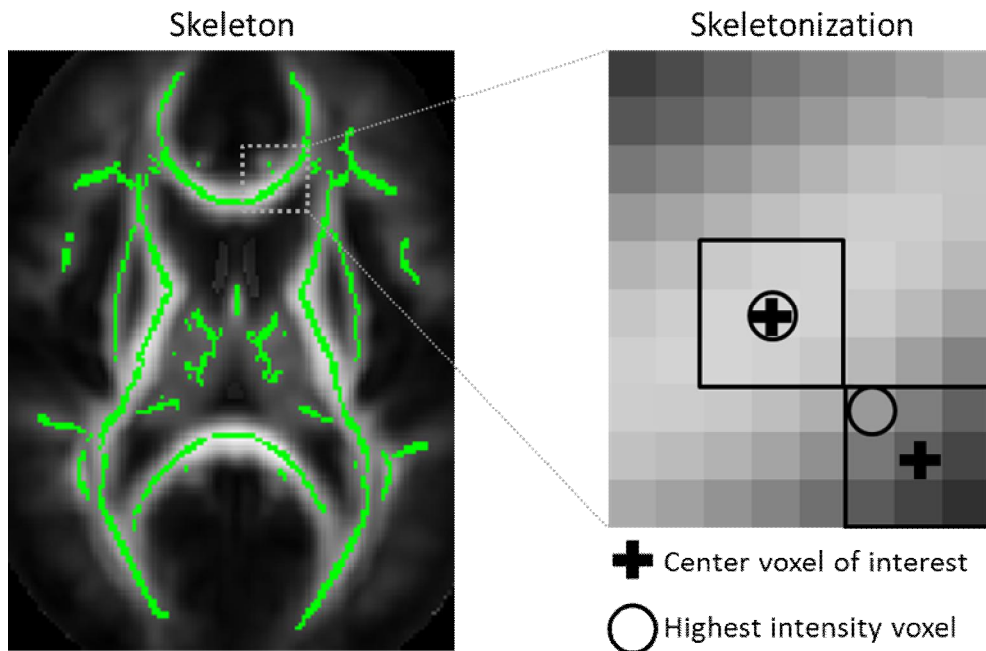 Skeleton
Skeletonization
Center voxel of interest
Highest intensity voxel